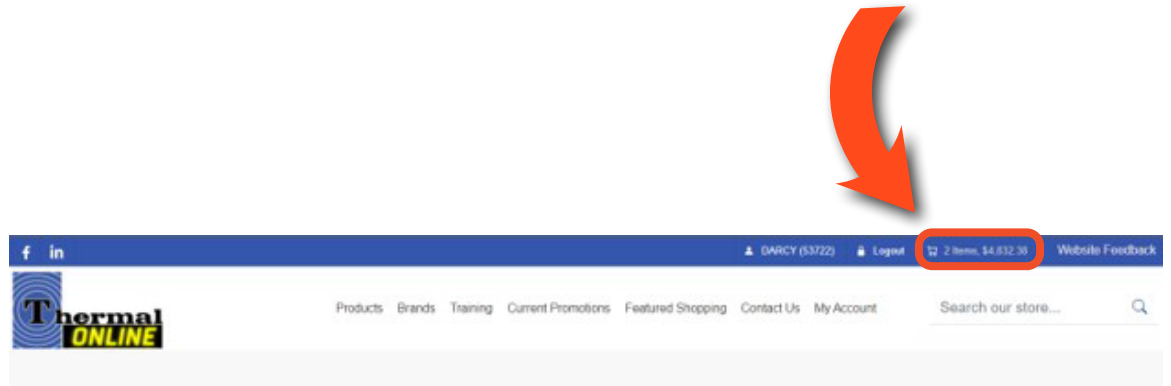 f in DARCY (53722) Logout 2 Items, $4,832.38 Website Feedback
Thermal
ONLINE
Products Brands Training Current Promotions Featured Shopping Contact Us My Account Search our store...